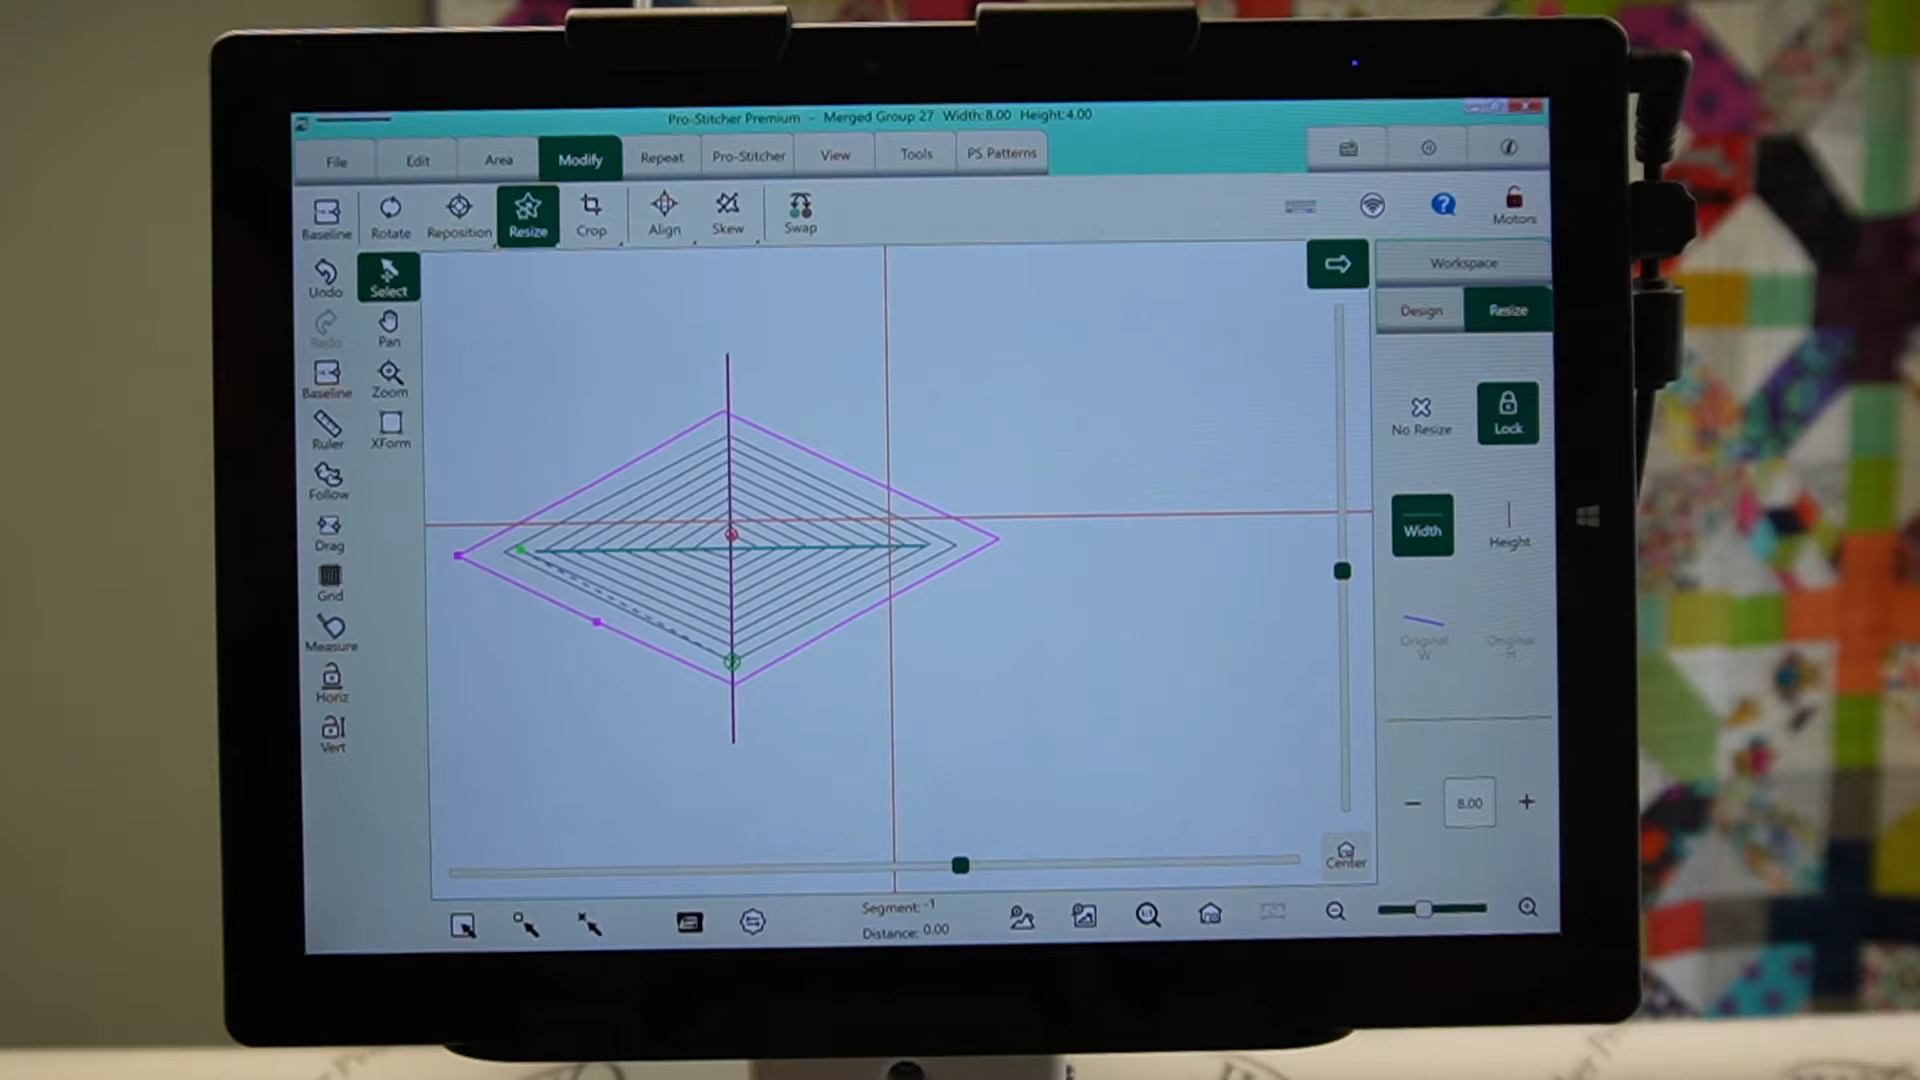 Pro-Stitcher Premium - Merged Group 27 Width:8.00 Height:4.00
File Edit Area Modify Repeat Pro-Stitcher View Tools PS Patterns
Baseline Rotate Reposition Resize Crop Align Skew Swap Motors
Undo Select
Redo Pan
Baseline Zoom
Ruler XForm
Follow
Drag
Grid
Measure
Horiz
Vert
Workspace
Design Resize
No Resize Lock
Width Height
Original W Original H
- 8.00 +
Center
Segment: -1
Distance: 0.00